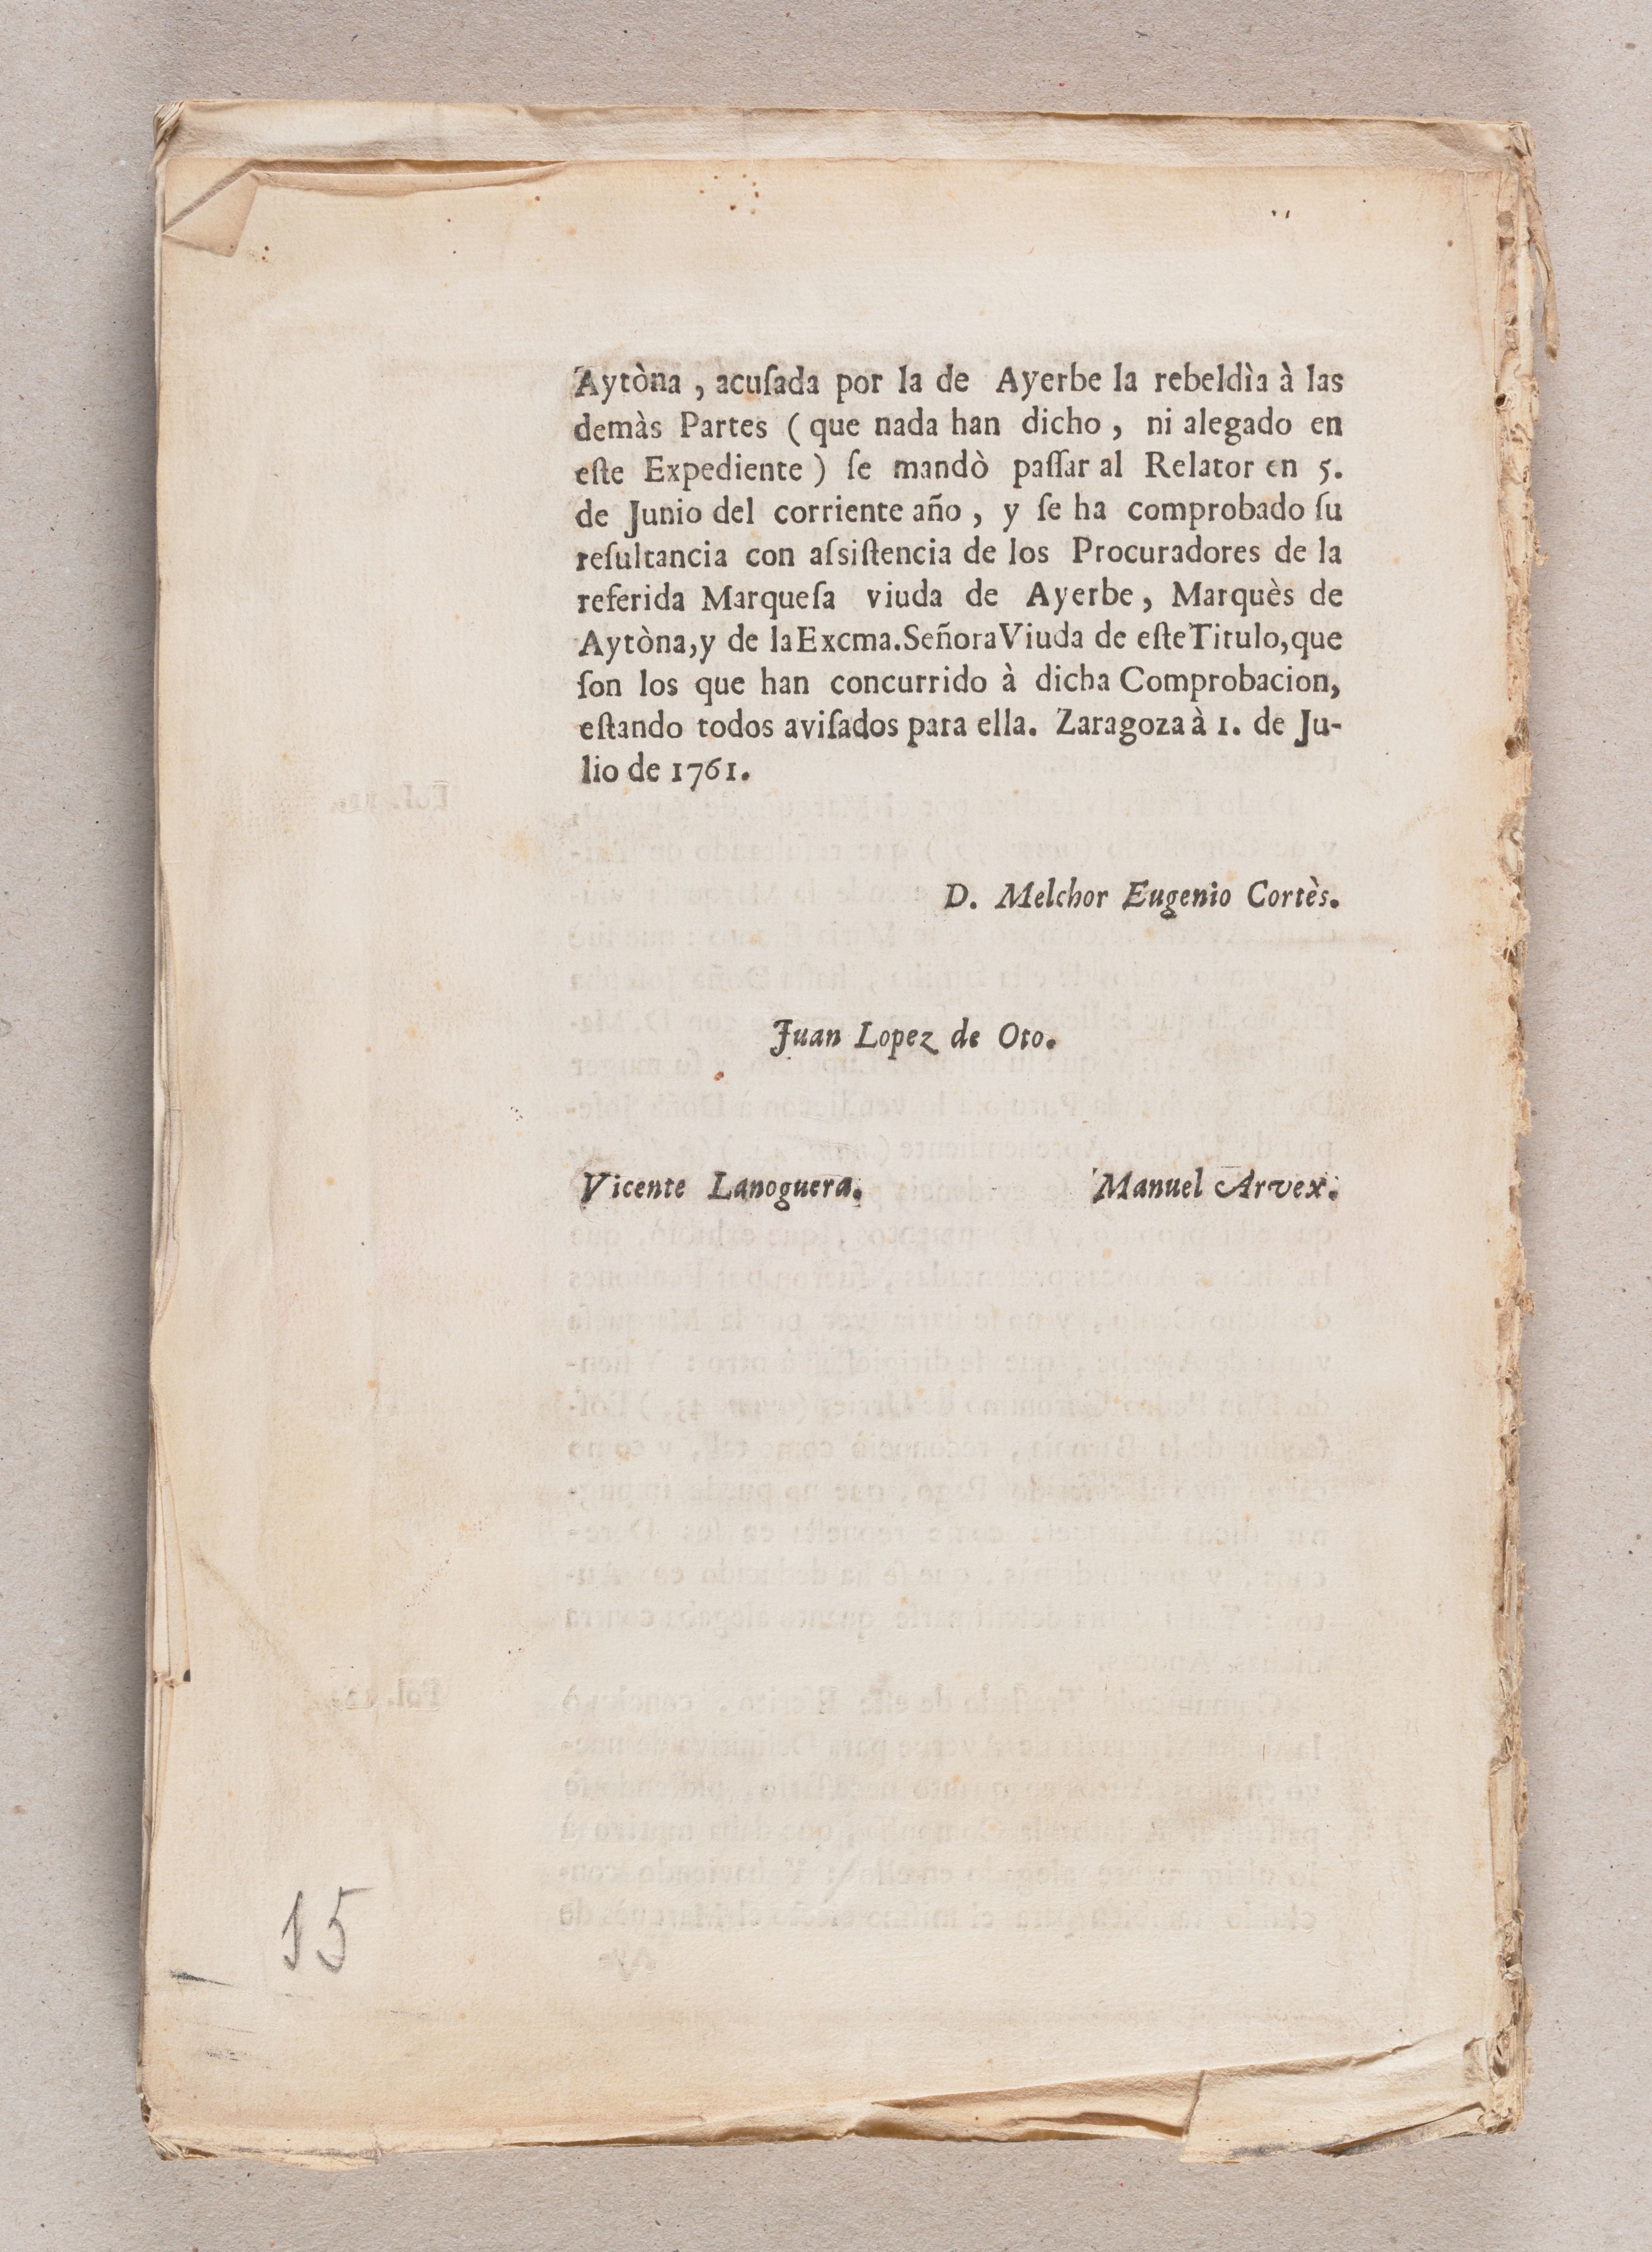 Aytòna, acuſada por la de Ayerbe la rebeldìa à las
demàs Partes ( que nada han dicho, ni alegado en
eſte Expediente ) ſe mandò paſſar al Relator en 5.
de Junio del corriente año, y ſe ha comprobado ſu
reſultancia con aſsiſtencia de los Procuradores de la
referida Marqueſa viuda de Ayerbe, Marquès de
Aytòna, y de la Excma. Señora Viuda de eſte Titulo, que
ſon los que han concurrido à dicha Comprobacion,
eſtando todos aviſados para ella. Zaragoza à 1. de Ju-
lio de 1761.
D. Melchor Eugenio Cortès.
Juan Lopez de Oto.
Vicente Lanoguera. Manuel Arvex.
15